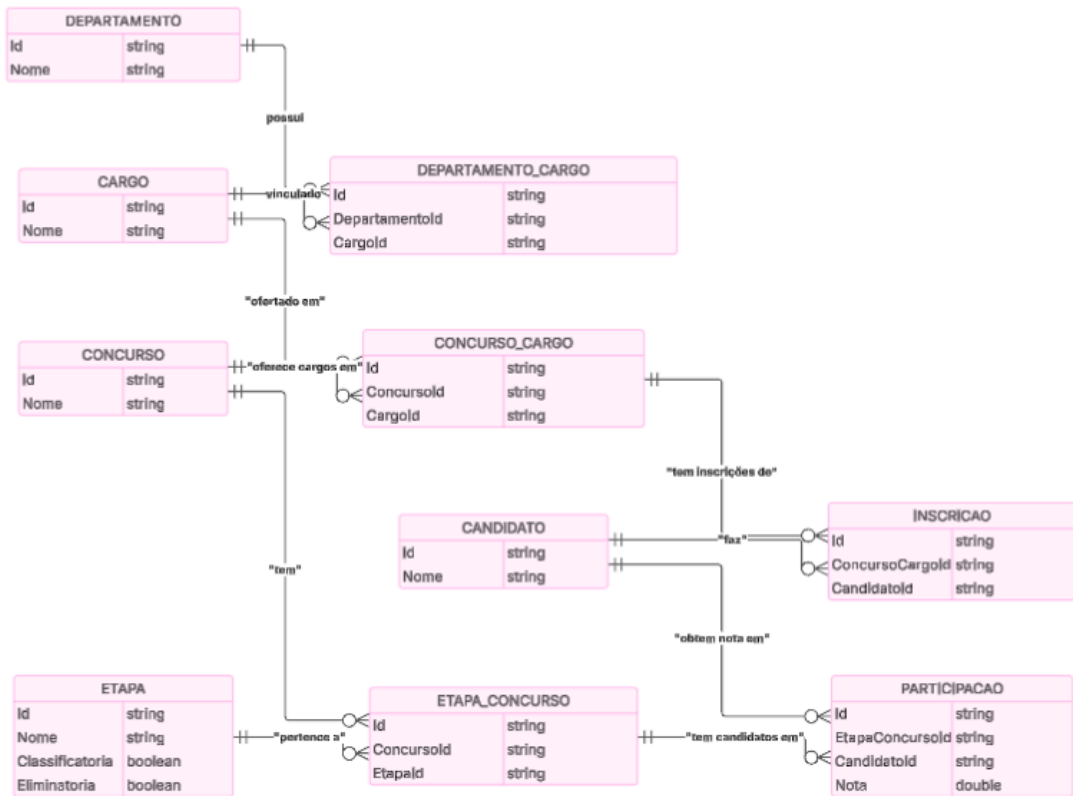 DEPARTAMENTO
Id string
Nome string
possui
CARGO
Id string
Nome string
vinculado
DEPARTAMENTO_CARGO
Id string
DepartamentoId string
CargoId string
"ofertado em"
CONCURSO
Id string
Nome string
"oferece cargos em"
CONCURSO_CARGO
Id string
ConcursoId string
CargoId string
"tem inscrições de"
CANDIDATO
Id string
Nome string
"faz"
INSCRICAO
Id string
ConcursoCargoId string
CandidatoId string
"tem"
"obtem nota em"
ETAPA
Id string
Nome string
Classificatoria boolean
Eliminatoria boolean
"pertence a"
ETAPA_CONCURSO
Id string
ConcursoId string
EtapaId string
"tem candidatos em"
PARTICIPACAO
Id string
EtapaConcursoId string
CandidatoId string
Nota double